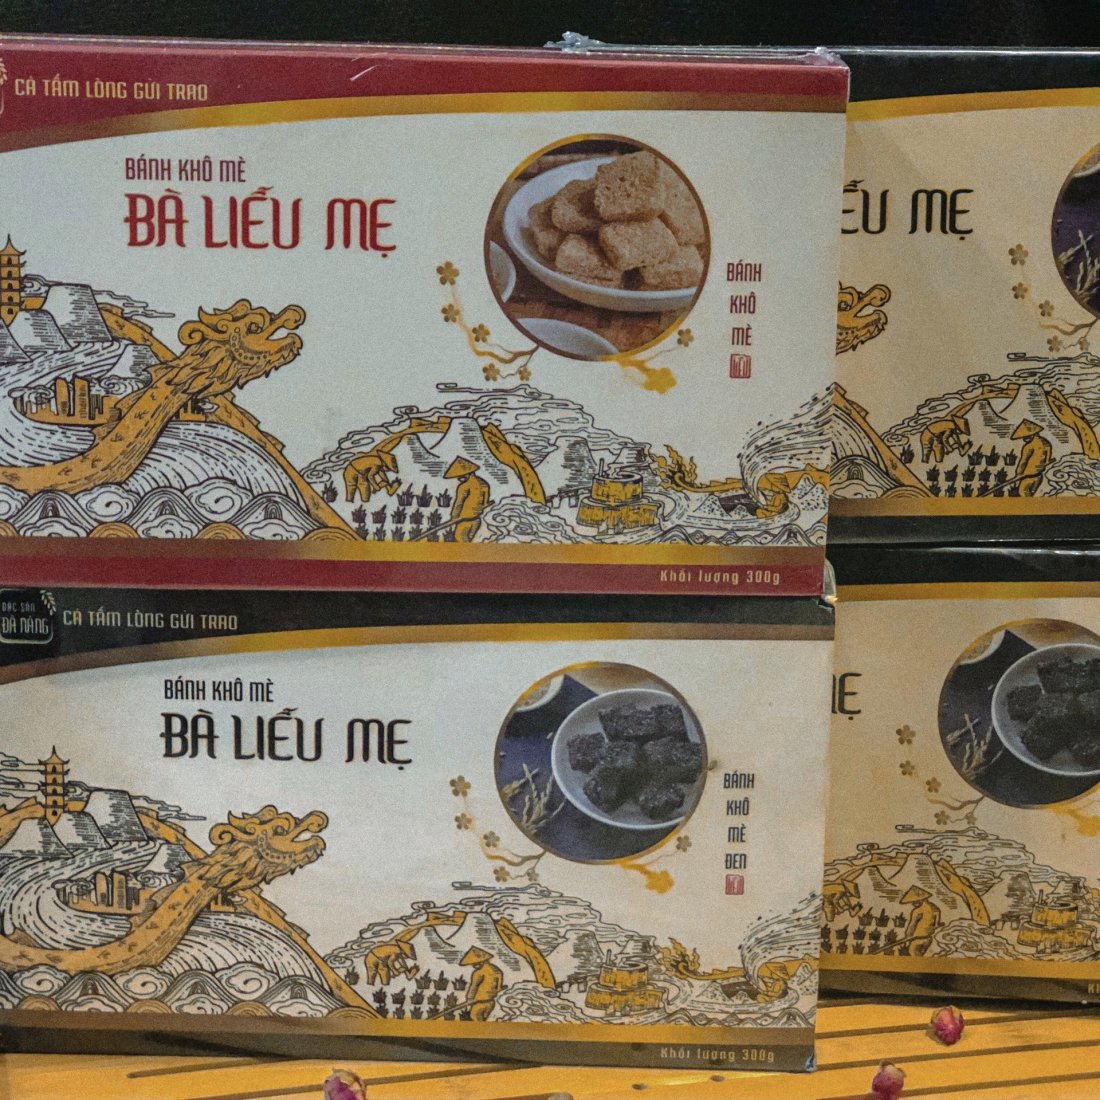 CẢ TẤM LÒNG GỬI TRAO
BÁNH KHÔ MÈ
BÀ LIỄU MẸ
BÁNH
KHÔ
MÈ
LIỄU
Khối lượng 300g
ỄU MẸ
ĐẶC SẢN
ĐÀ NẴNG
CẢ TẤM LÒNG GỬI TRAO
BÁNH KHÔ MÈ
BÀ LIỄU MẸ
BÁNH
KHÔ
MÈ
ĐEN
LIỄU
Khối lượng 300g
MẸ